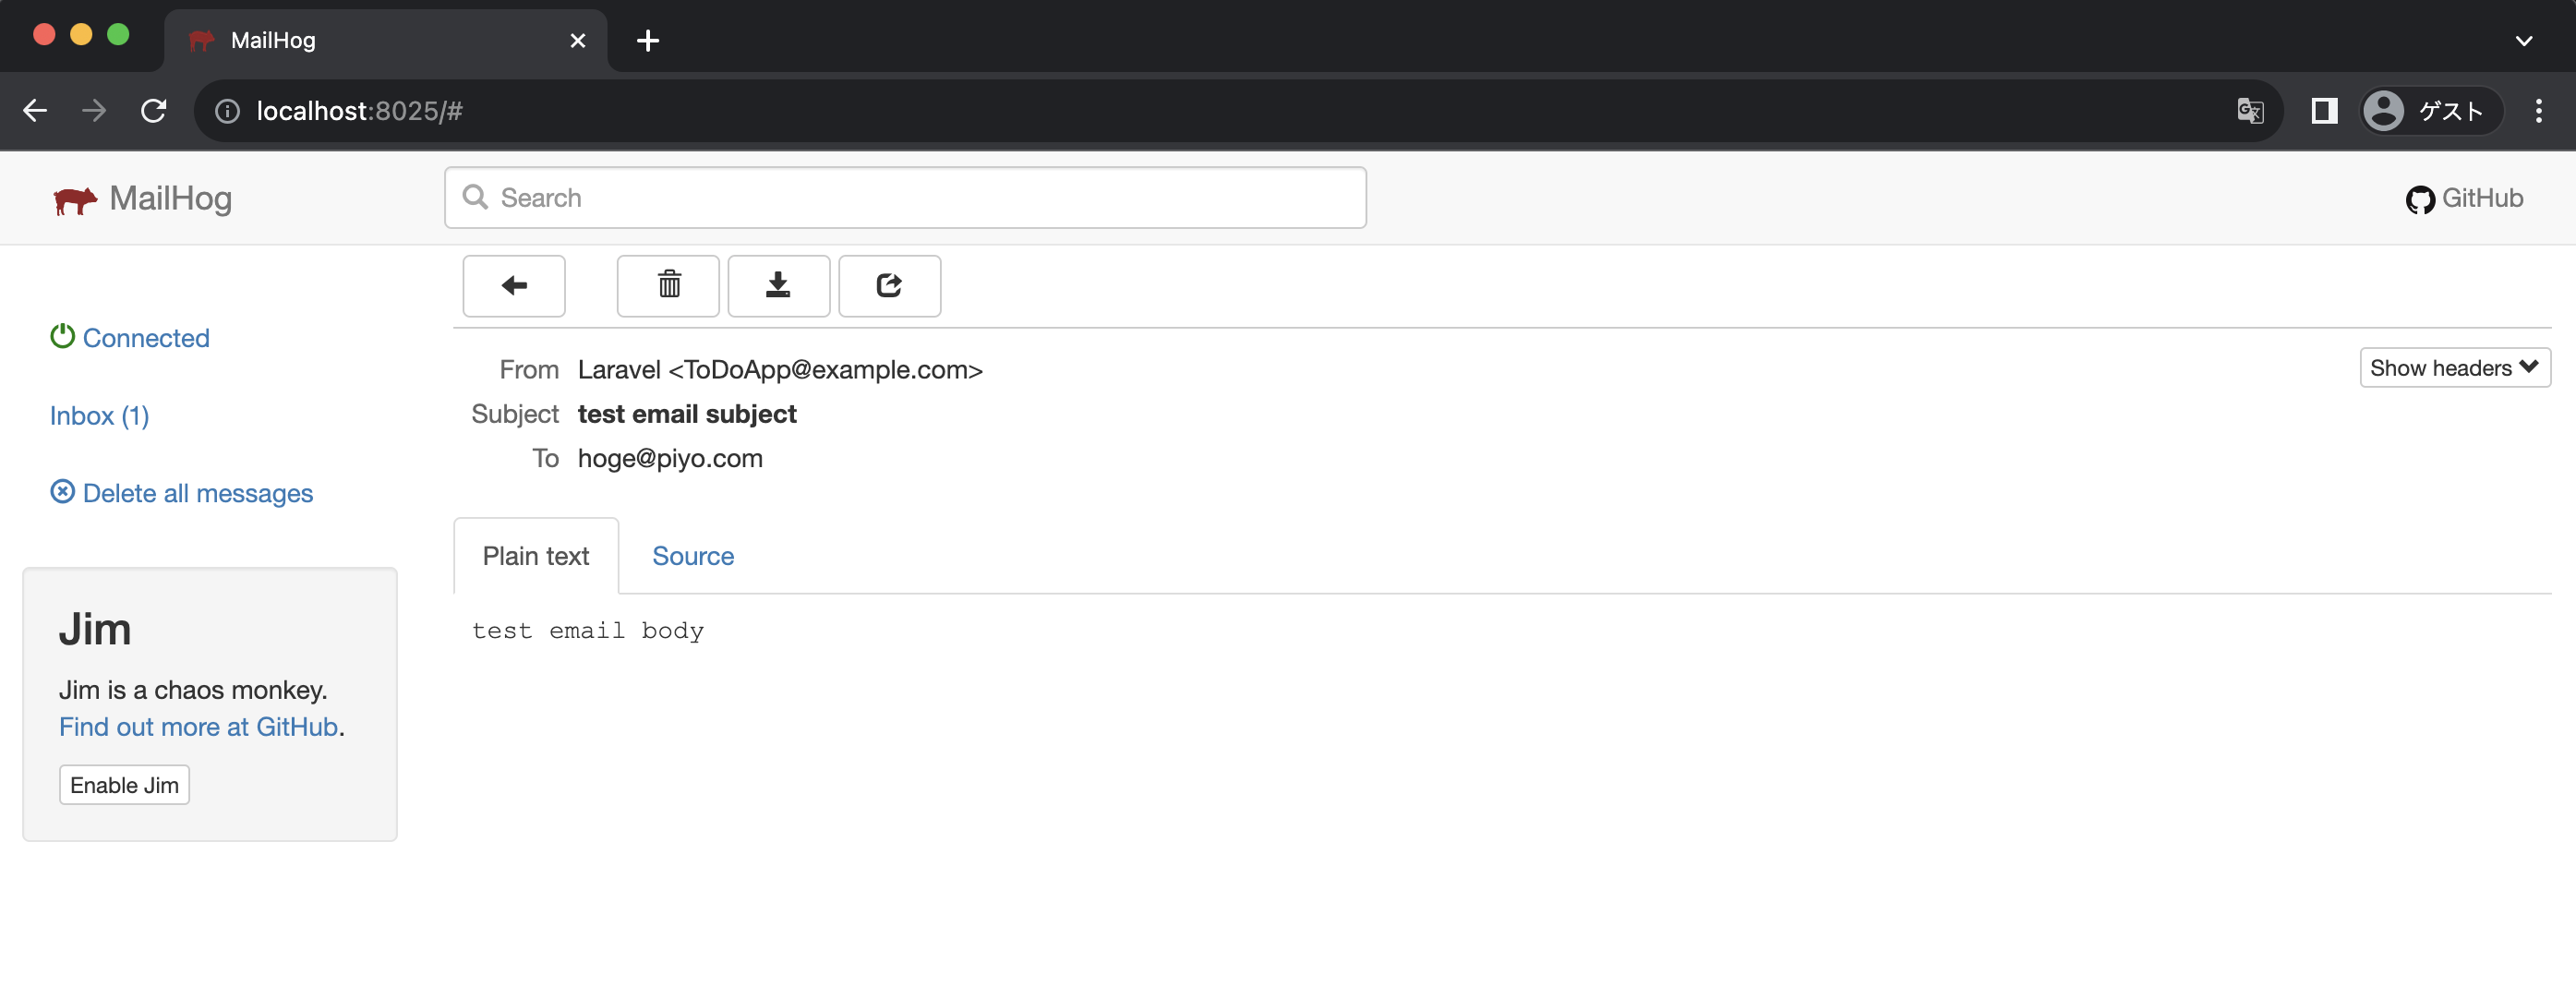 MailHog
localhost:8025/#
ゲスト
MailHog
Search
GitHub
Connected
Inbox (1)
Delete all messages
Jim
Jim is a chaos monkey.
Find out more at GitHub.
Enable Jim
From Laravel <ToDoApp@example.com>
Show headers
Subject test email subject
To hoge@piyo.com
Plain text Source
test email body